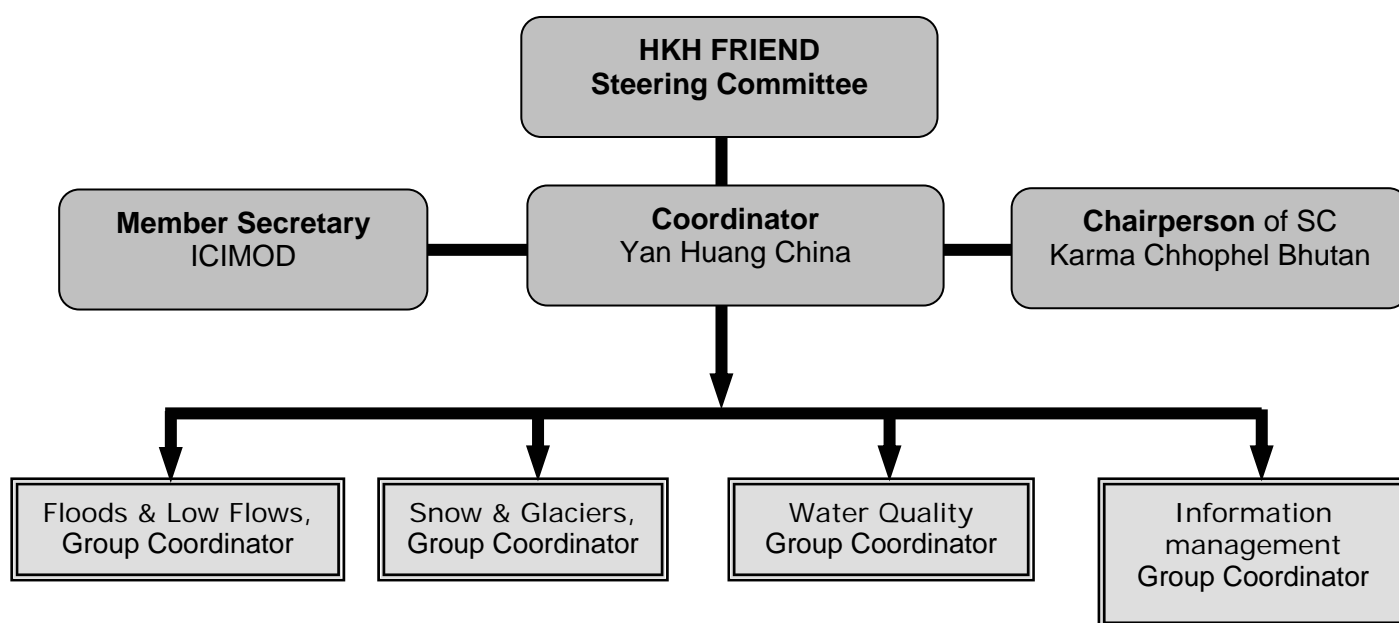 HKH FRIEND
Steering Committee
Member Secretary
ICIMOD
Coordinator
Yan Huang China
Chairperson of SC
Karma Chhophel Bhutan
Floods & Low Flows,
Group Coordinator
Snow & Glaciers,
Group Coordinator
Water Quality
Group Coordinator
Information
management
Group Coordinator